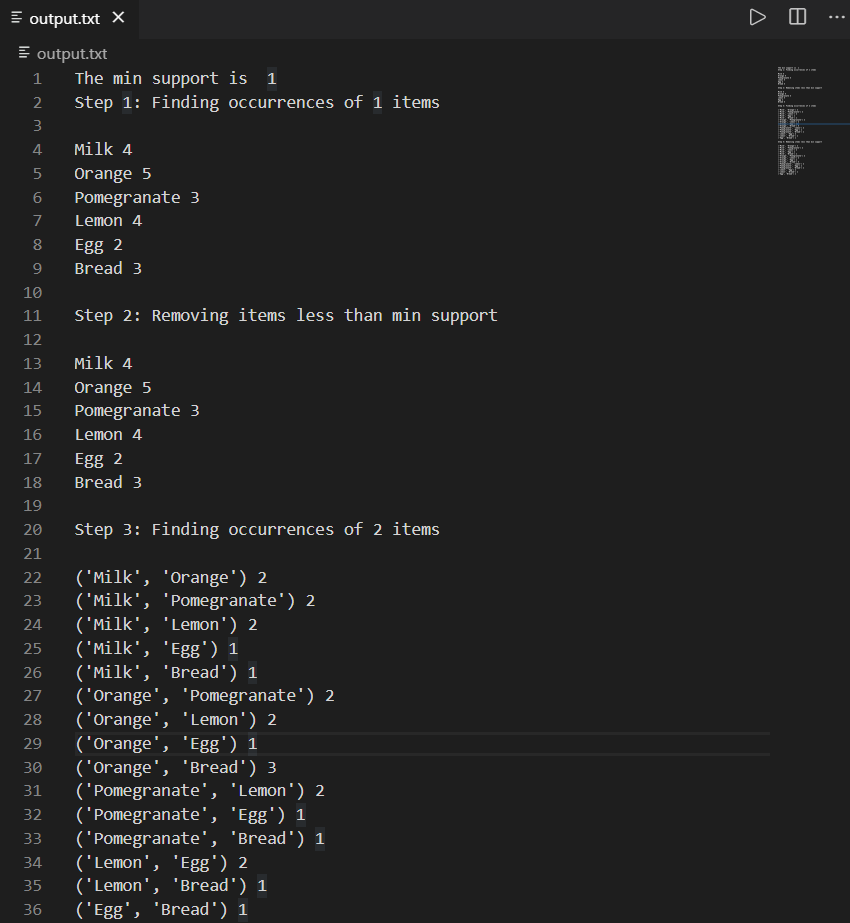 output.txt
output.txt
1 The min support is  1
2 Step 1: Finding occurrences of 1 items
3
4 Milk 4
5 Orange 5
6 Pomegranate 3
7 Lemon 4
8 Egg 2
9 Bread 3
10
11 Step 2: Removing items less than min support
12
13 Milk 4
14 Orange 5
15 Pomegranate 3
16 Lemon 4
17 Egg 2
18 Bread 3
19
20 Step 3: Finding occurrences of 2 items
21
22 ('Milk', 'Orange') 2
23 ('Milk', 'Pomegranate') 2
24 ('Milk', 'Lemon') 2
25 ('Milk', 'Egg') 1
26 ('Milk', 'Bread') 1
27 ('Orange', 'Pomegranate') 2
28 ('Orange', 'Lemon') 2
29 ('Orange', 'Egg') 1
30 ('Orange', 'Bread') 3
31 ('Pomegranate', 'Lemon') 2
32 ('Pomegranate', 'Egg') 1
33 ('Pomegranate', 'Bread') 1
34 ('Lemon', 'Egg') 2
35 ('Lemon', 'Bread') 1
36 ('Egg', 'Bread') 1